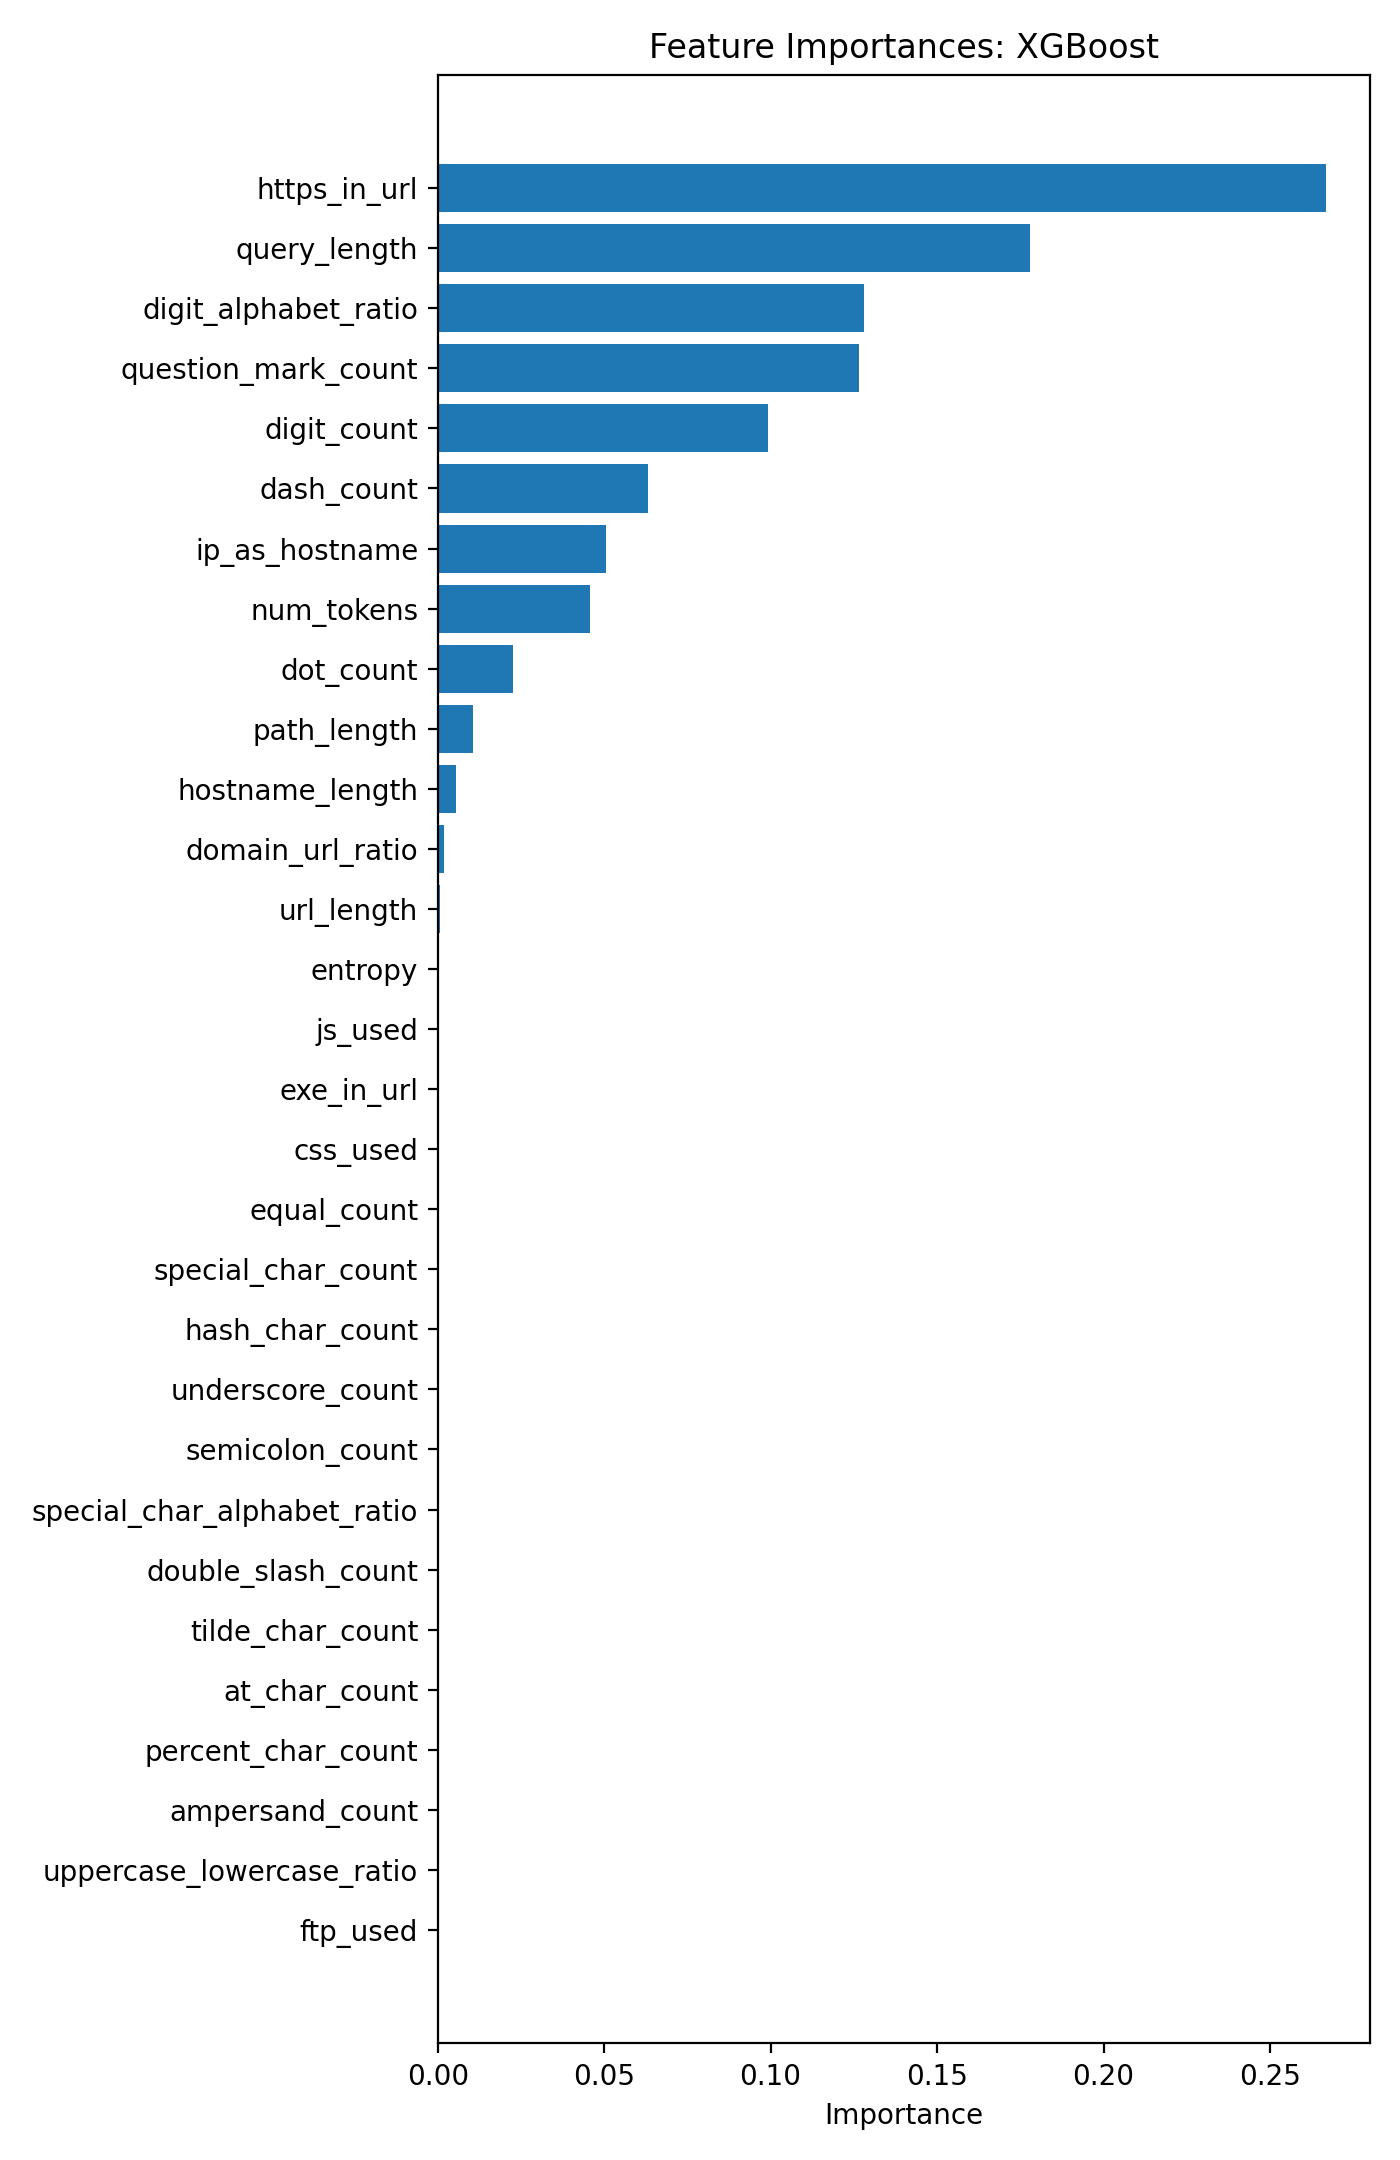 Feature Importances: XGBoost
https_in_url
query_length
digit_alphabet_ratio
question_mark_count
digit_count
dash_count
ip_as_hostname
num_tokens
dot_count
path_length
hostname_length
domain_url_ratio
url_length
entropy
js_used
exe_in_url
css_used
equal_count
special_char_count
hash_char_count
underscore_count
semicolon_count
special_char_alphabet_ratio
double_slash_count
tilde_char_count
at_char_count
percent_char_count
ampersand_count
uppercase_lowercase_ratio
ftp_used
0.00 0.05 0.10 0.15 0.20 0.25
Importance